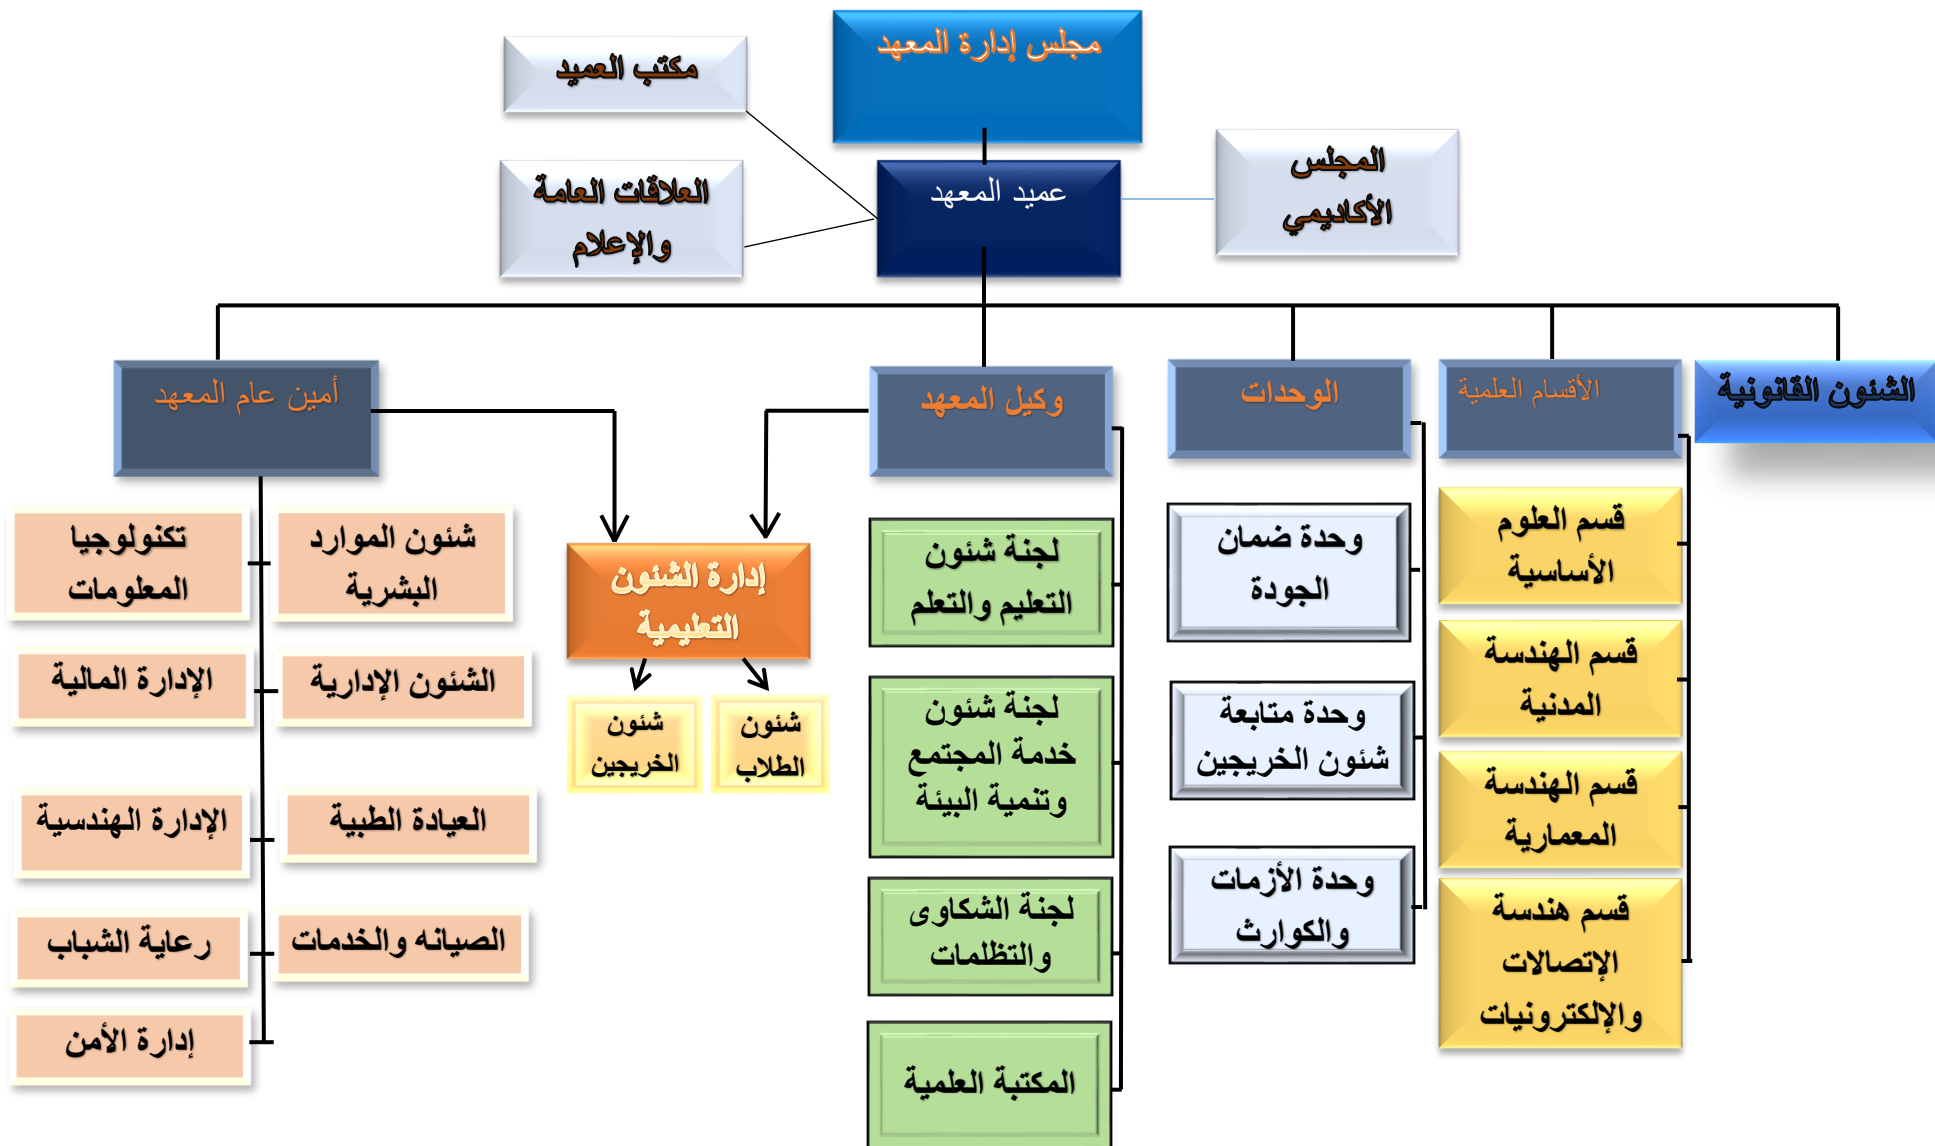 مجلس إدارة المعهد
مكتب العميد
المجلس
الأكاديمي
عميد المعهد
العلاقات العامة
والإعلام
الشئون القانونية
الأقسام العلمية
الوحدات
وكيل المعهد
أمين عام المعهد
قسم العلوم
الأساسية
قسم الهندسة
المدنية
قسم الهندسة
المعمارية
قسم هندسة
الإتصالات
والإلكترونيات
وحدة ضمان
الجودة
وحدة متابعة
شئون الخريجين
وحدة الأزمات
والكوارث
لجنة شئون
التعليم والتعلم
لجنة شئون
خدمة المجتمع
وتنمية البيئة
لجنة الشكاوى
والتظلمات
المكتبة العلمية
إدارة الشئون
التعليمية
شئون
الطلاب
شئون
الخريجين
شئون الموارد
البشرية
تكنولوجيا
المعلومات
الشئون الإدارية
الإدارة المالية
العيادة الطبية
الإدارة الهندسية
الصيانه والخدمات
رعاية الشباب
إدارة الأمن